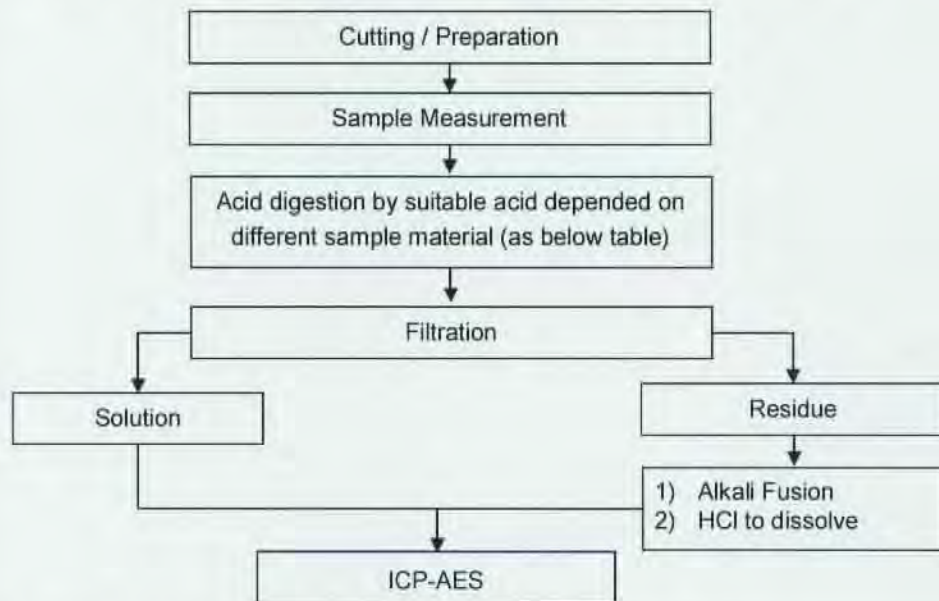 Cutting / Preparation
Sample Measurement
Acid digestion by suitable acid depended on
different sample material (as below table)
Filtration
Solution
Residue
1) Alkali Fusion
2) HCl to dissolve
ICP-AES